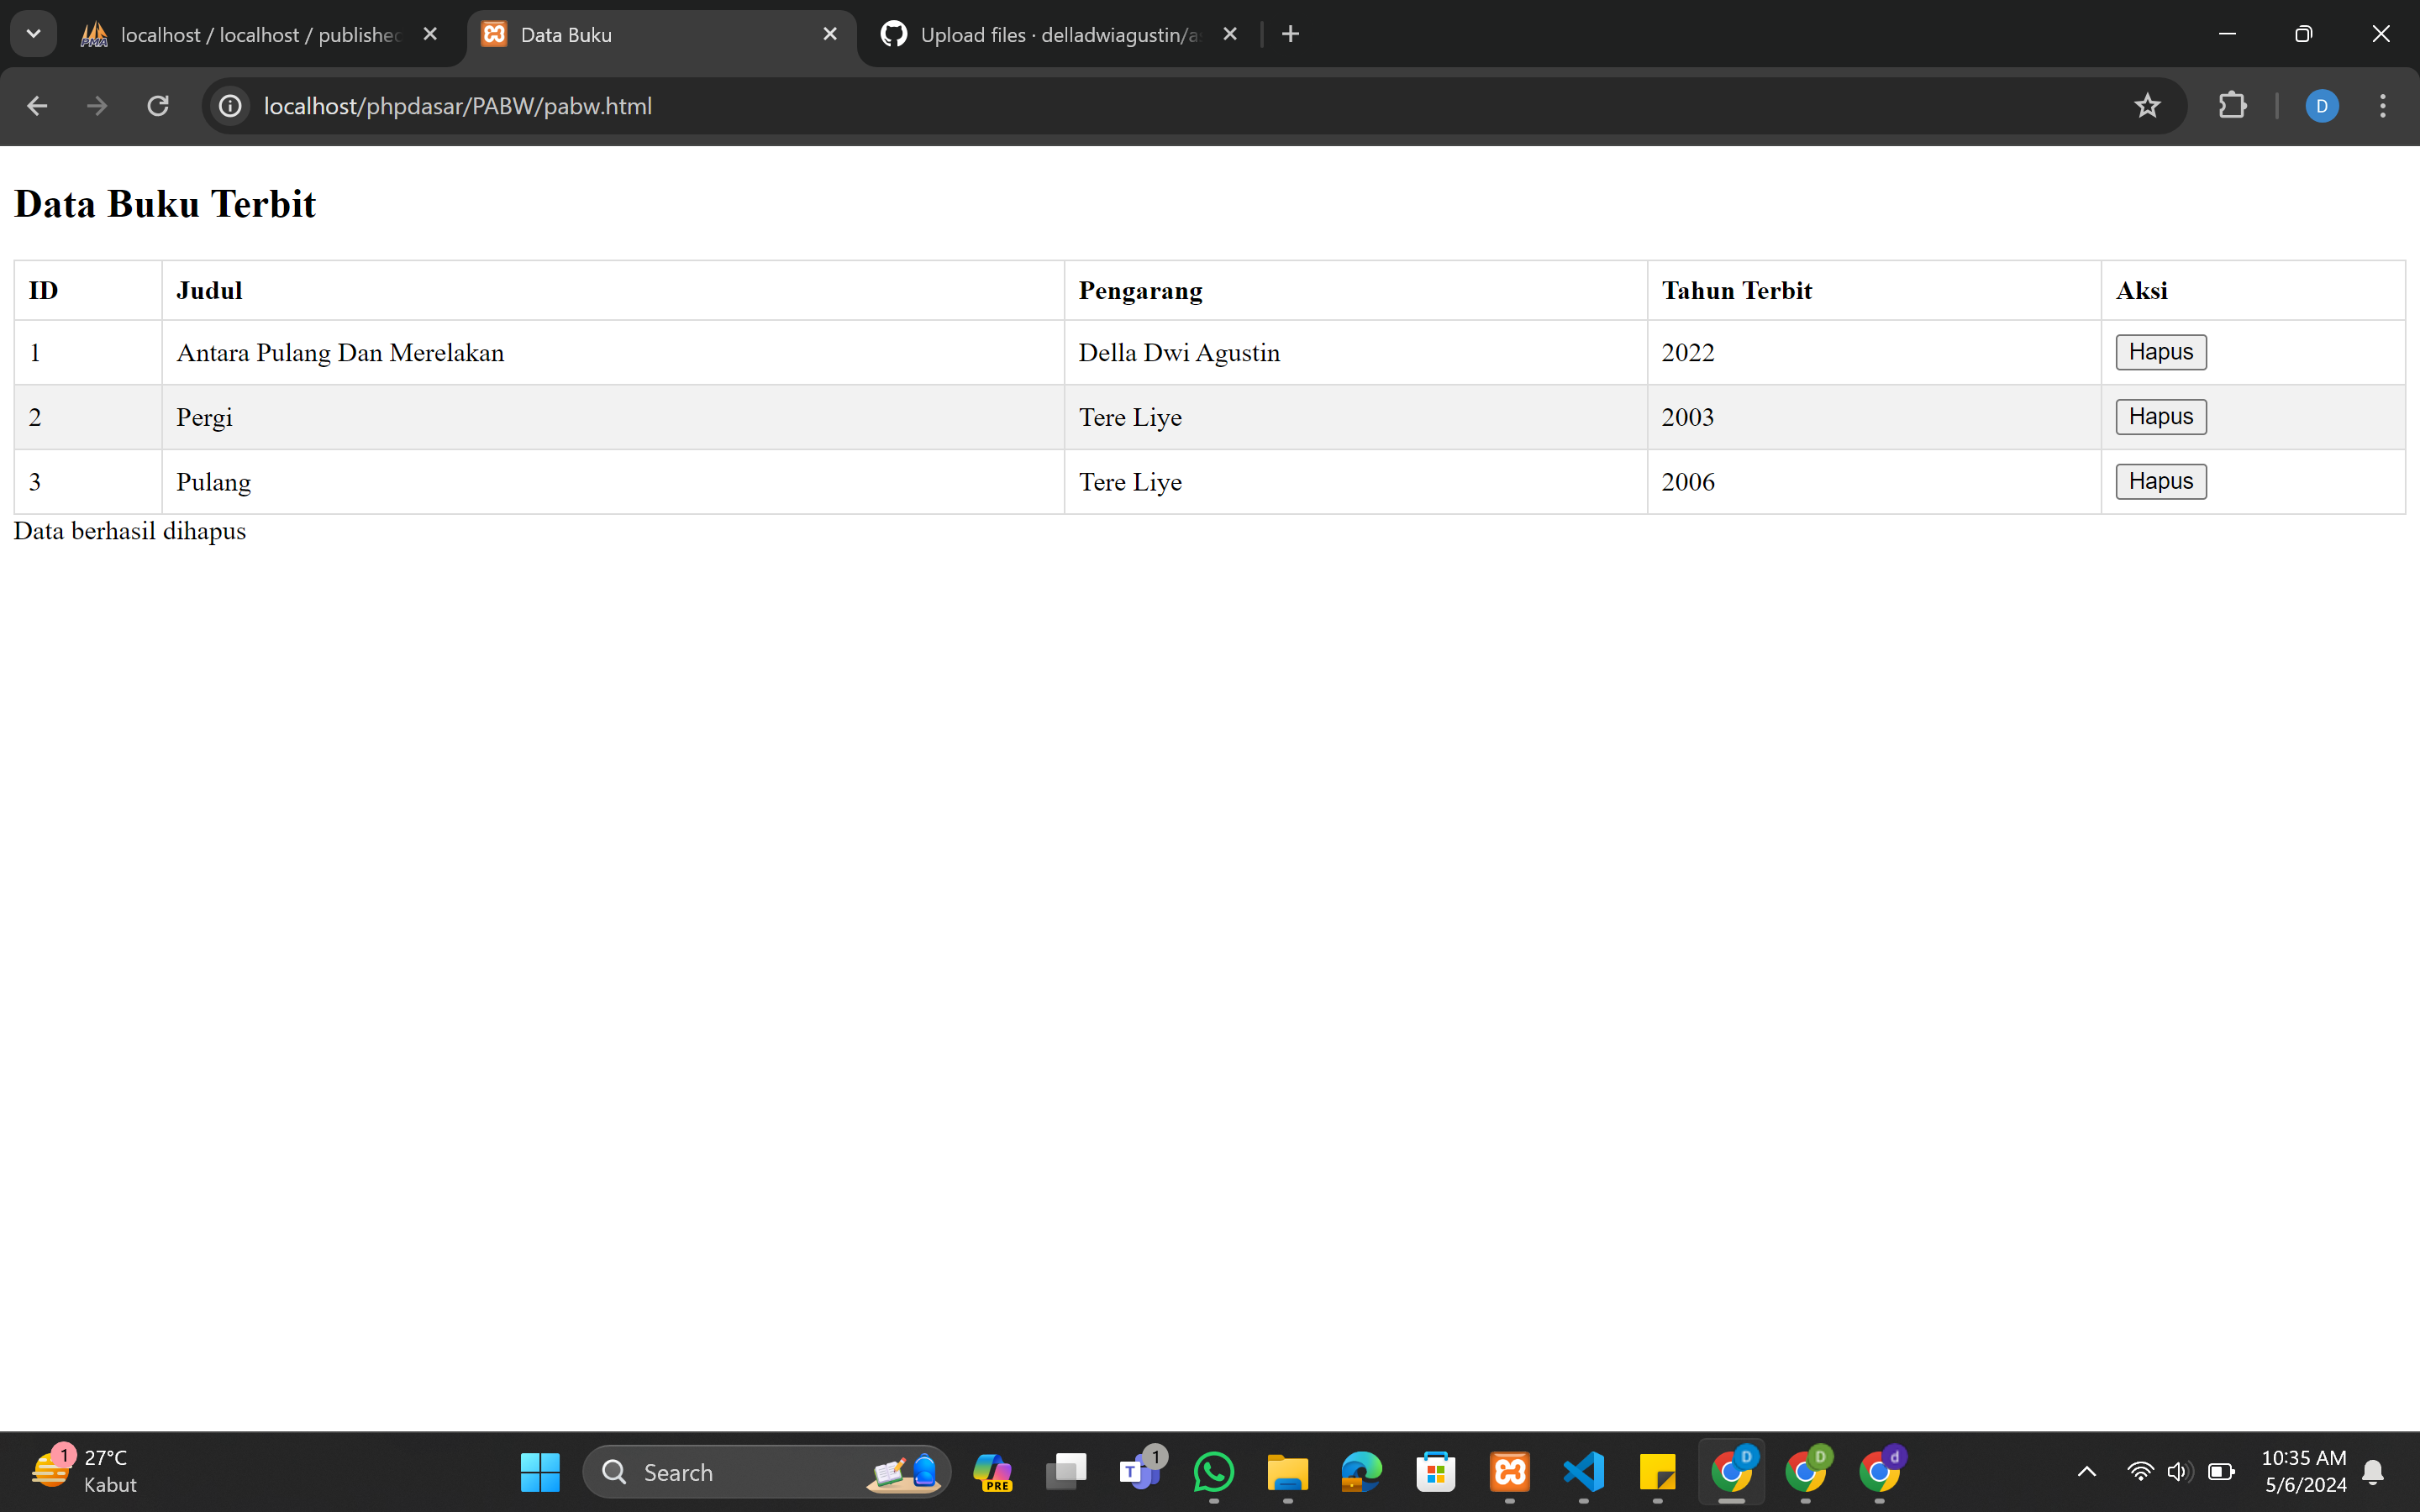 localhost / localhost / published
Data Buku
Upload files · delladwiagustin/a
localhost/phpdasar/PABW/pabw.html
D
Data Buku Terbit
ID Judul Pengarang Tahun Terbit Aksi
1 Antara Pulang Dan Merelakan Della Dwi Agustin 2022 Hapus
2 Pergi Tere Liye 2003 Hapus
3 Pulang Tere Liye 2006 Hapus
Data berhasil dihapus
1
27°C
Kabut
Search
PRE
T
1
D
D
d
10:35 AM
5/6/2024